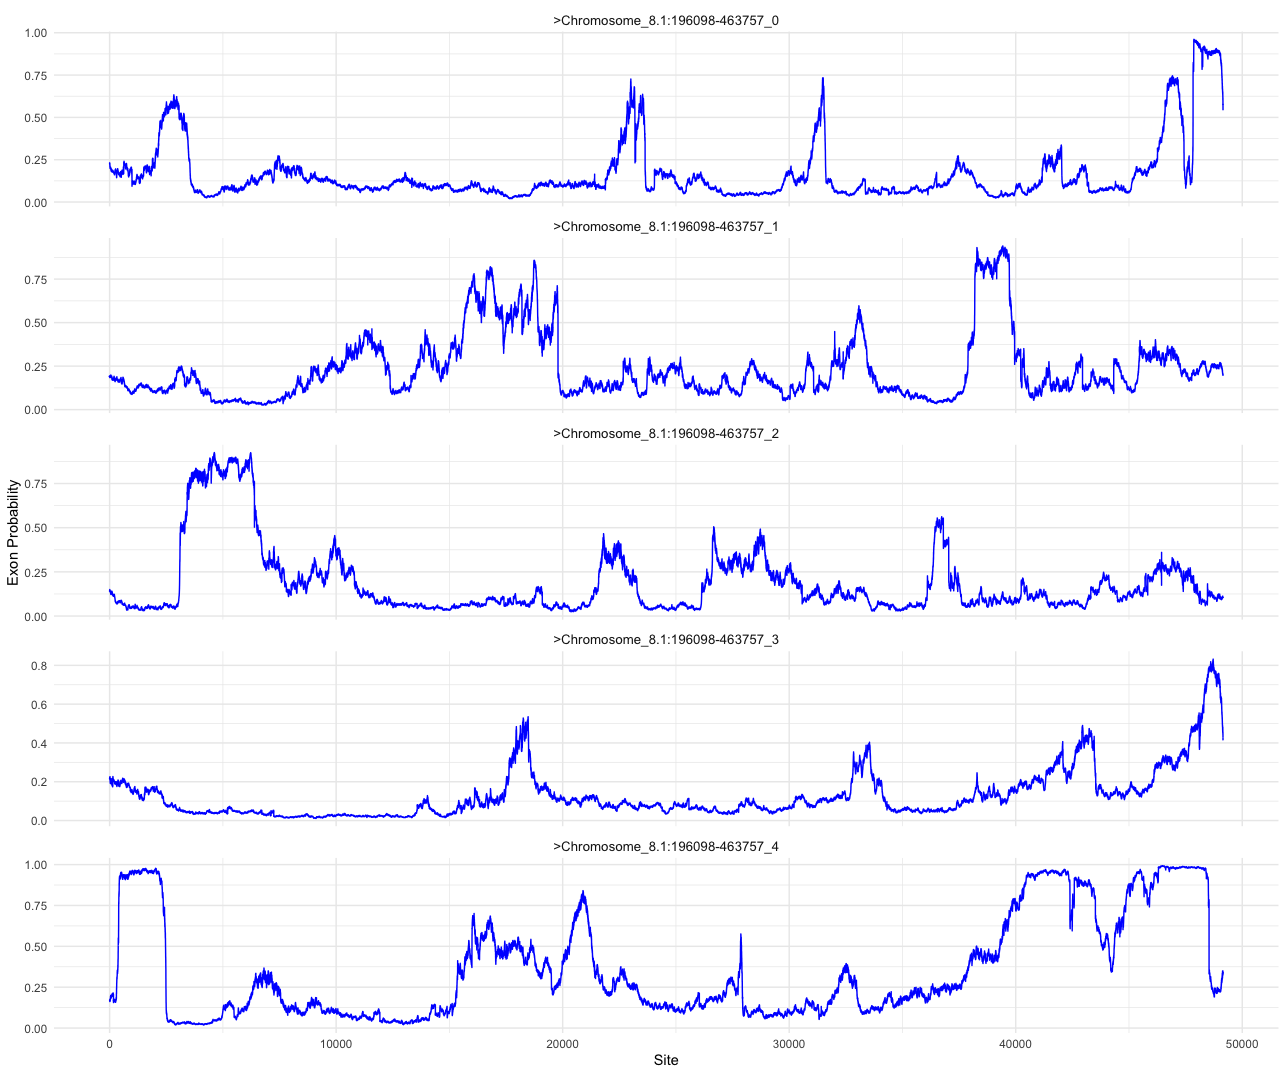 >Chromosome_8.1:196098-463757_0
1.00
0.75
0.50
0.25
0.00
>Chromosome_8.1:196098-463757_1
0.75
0.50
0.25
0.00
>Chromosome_8.1:196098-463757_2
0.75
0.50
0.25
0.00
Exon Probability
>Chromosome_8.1:196098-463757_3
0.8
0.6
0.4
0.2
0.0
>Chromosome_8.1:196098-463757_4
1.00
0.75
0.50
0.25
0.00
0 10000 20000 30000 40000 50000
Site